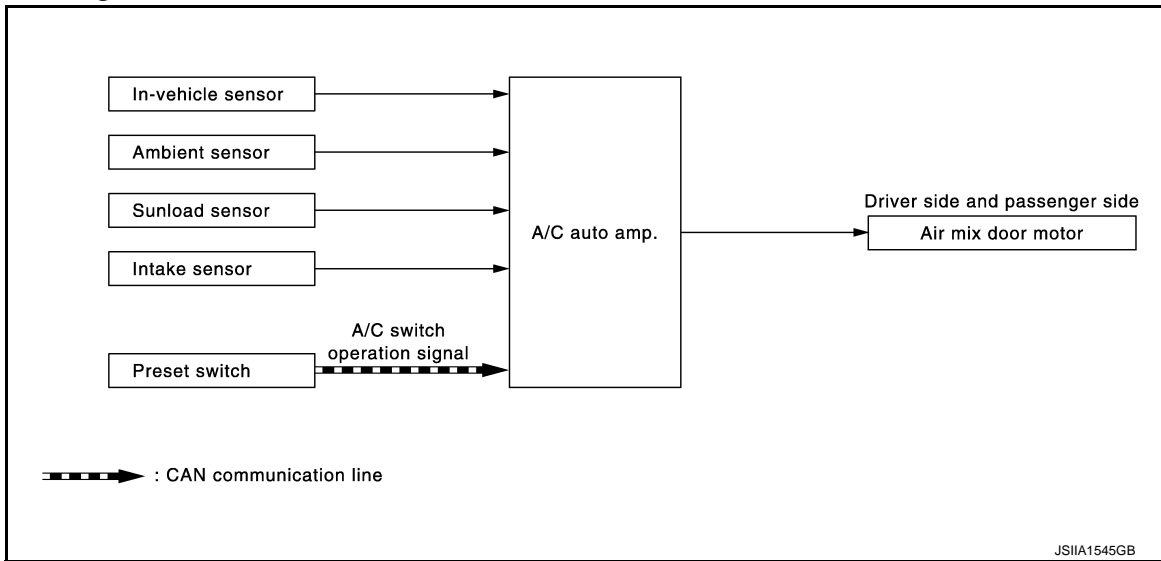 In-vehicle sensor
Ambient sensor
Sunload sensor
Intake sensor
Preset switch
A/C switch
operation signal
A/C auto amp.
Driver side and passenger side
Air mix door motor
: CAN communication line
JSIIA1545GB